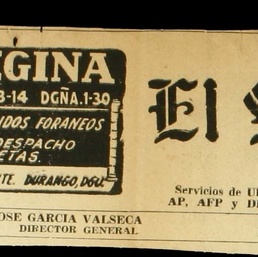 GINA
3-14 DGÑA.1-30
IDOS FORANEOS
DESPACHO
ETAS.
TE. DURANGO, DGO.
El
Servicios de U
AP, AFP y D
OSE GARCIA VALSECA
DIRECTOR GENERAL